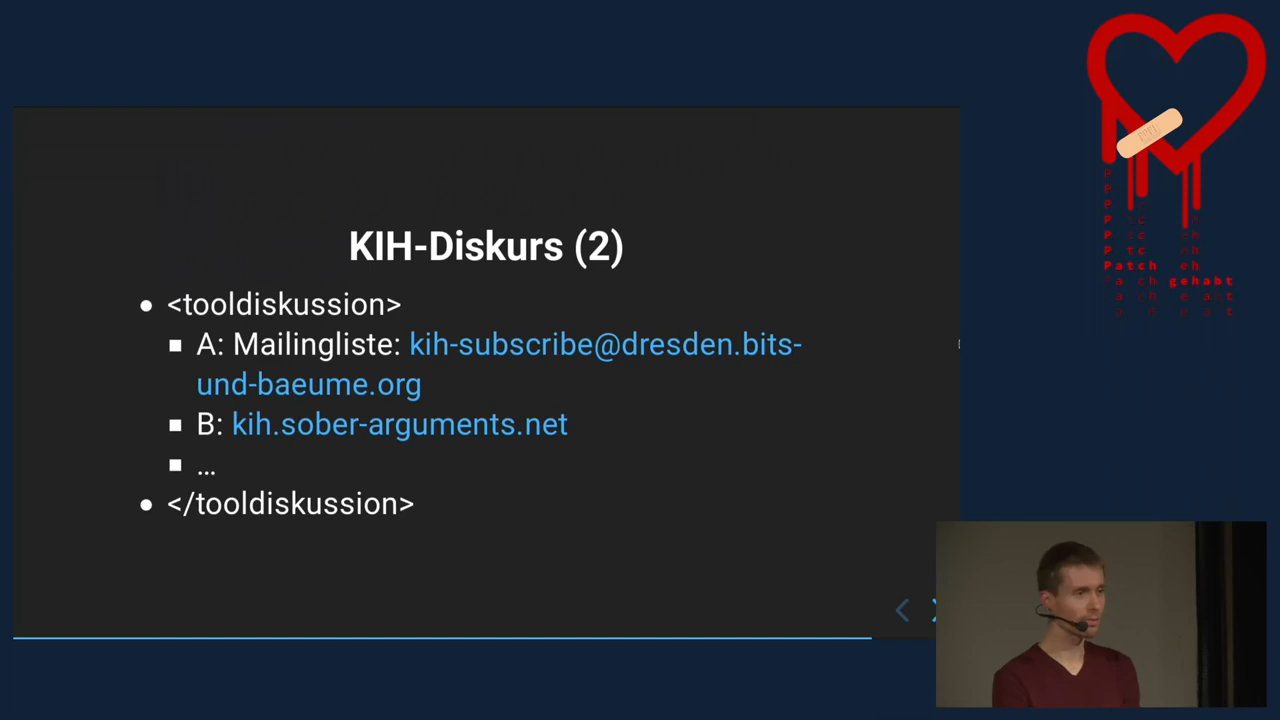 KIH-Diskurs (2)
• <tooldiskussion>
▪ A: Mailingliste: kih-subscribe@dresden.bits-
und-baeume.org
▪ B: kih.sober-arguments.net
▪ …
• </tooldiskussion>
Patch eh
gehabt